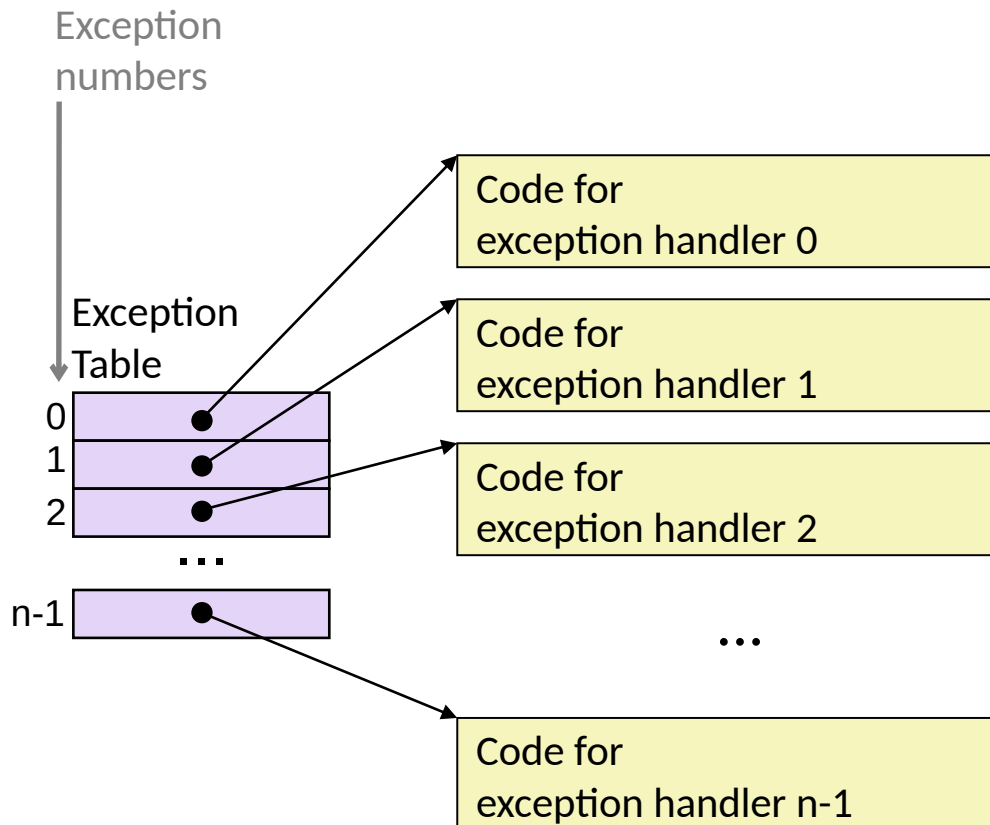 Exception
numbers
Code for
exception handler 0
Exception
Table
Code for
exception handler 1
0
1
2
Code for
exception handler 2
...
n-1
...
Code for
exception handler n-1